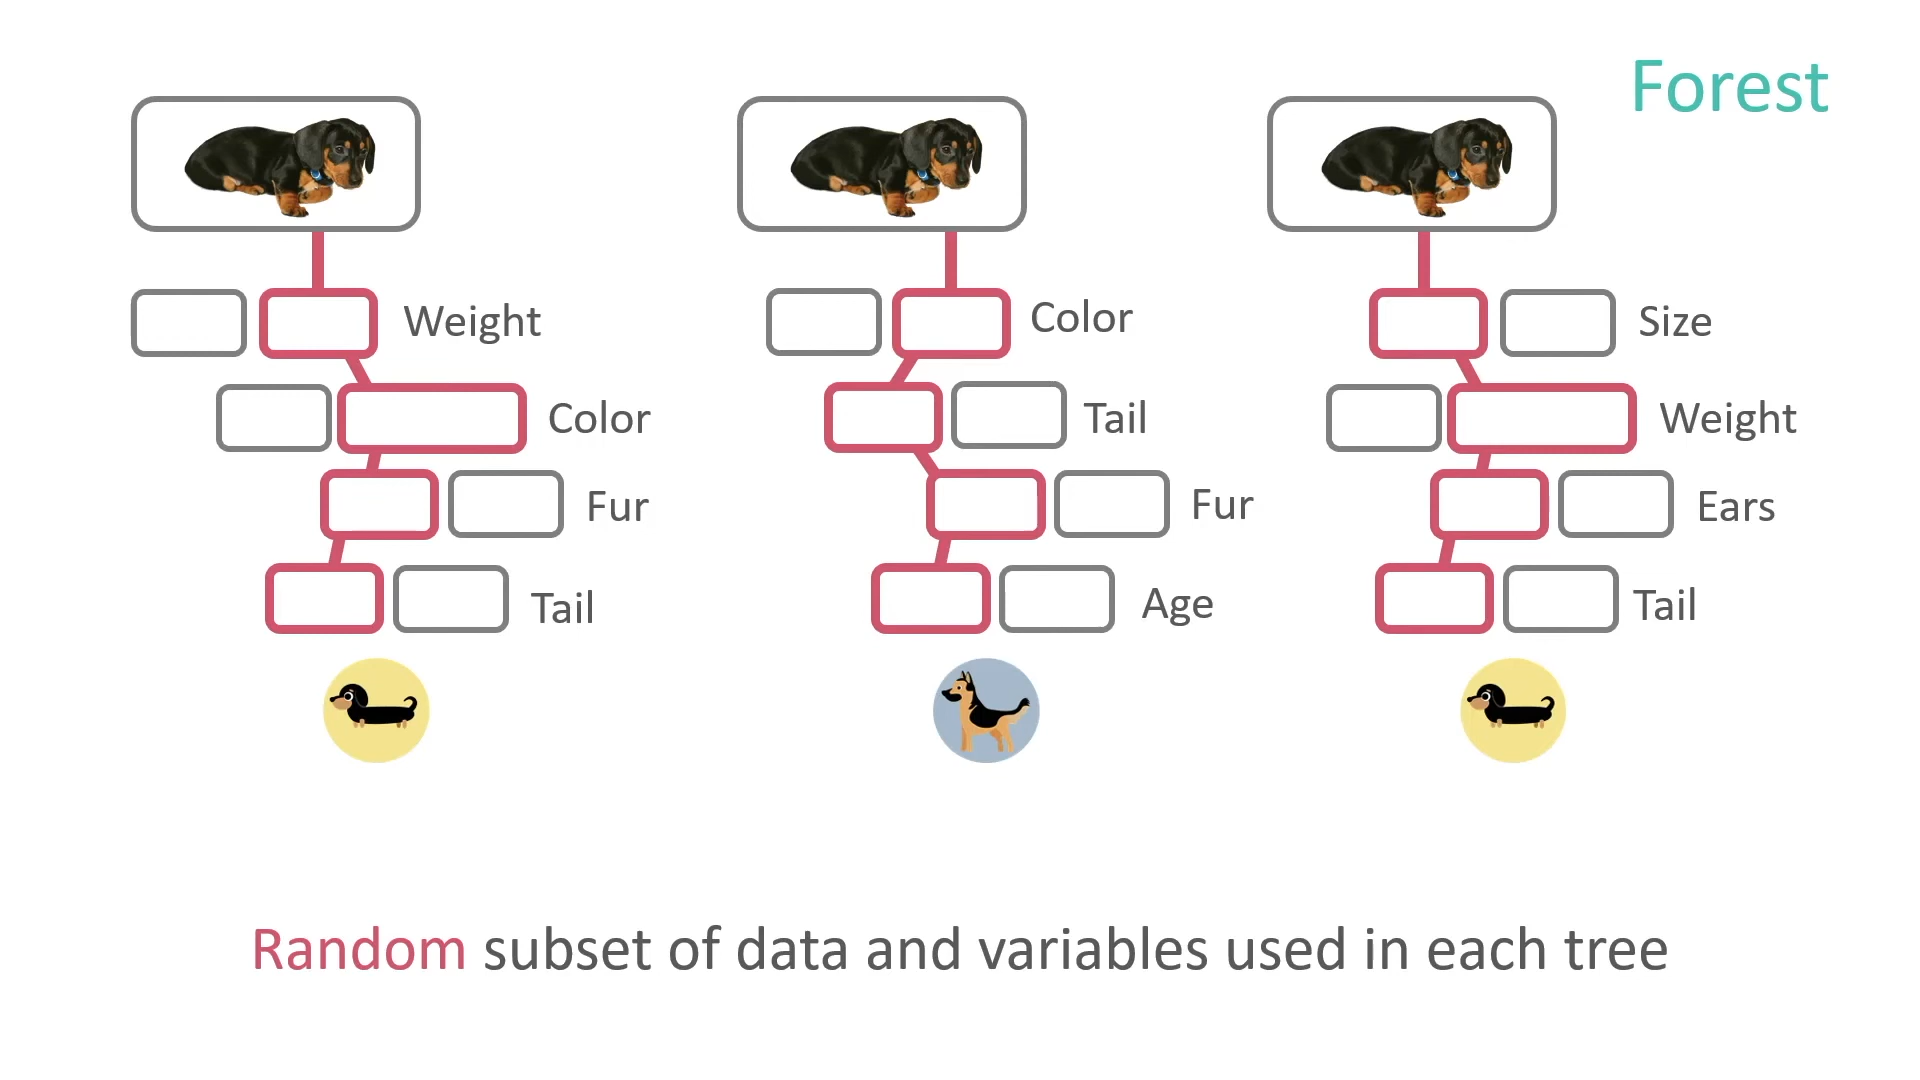 Forest
Weight
Color
Fur
Tail
Color
Tail
Fur
Age
Size
Weight
Ears
Tail
Random subset of data and variables used in each tree